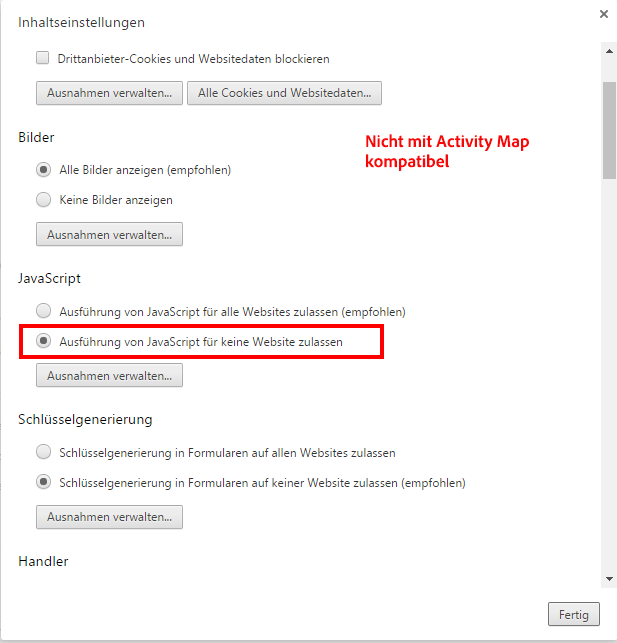 Inhaltseinstellungen
Drittanbieter-Cookies und Websitedaten blockieren
Ausnahmen verwalten...
Alle Cookies und Websitedaten...
Bilder
Nicht mit Activity Map
kompatibel
Alle Bilder anzeigen (empfohlen)
Keine Bilder anzeigen
Ausnahmen verwalten...
JavaScript
Ausführung von JavaScript für alle Websites zulassen (empfohlen)
Ausführung von JavaScript für keine Website zulassen
Ausnahmen verwalten...
Schlüsselgenerierung
Schlüsselgenerierung in Formularen auf allen Websites zulassen
Schlüsselgenerierung in Formularen auf keiner Website zulassen (empfohlen)
Ausnahmen verwalten...
Handler
Fertig